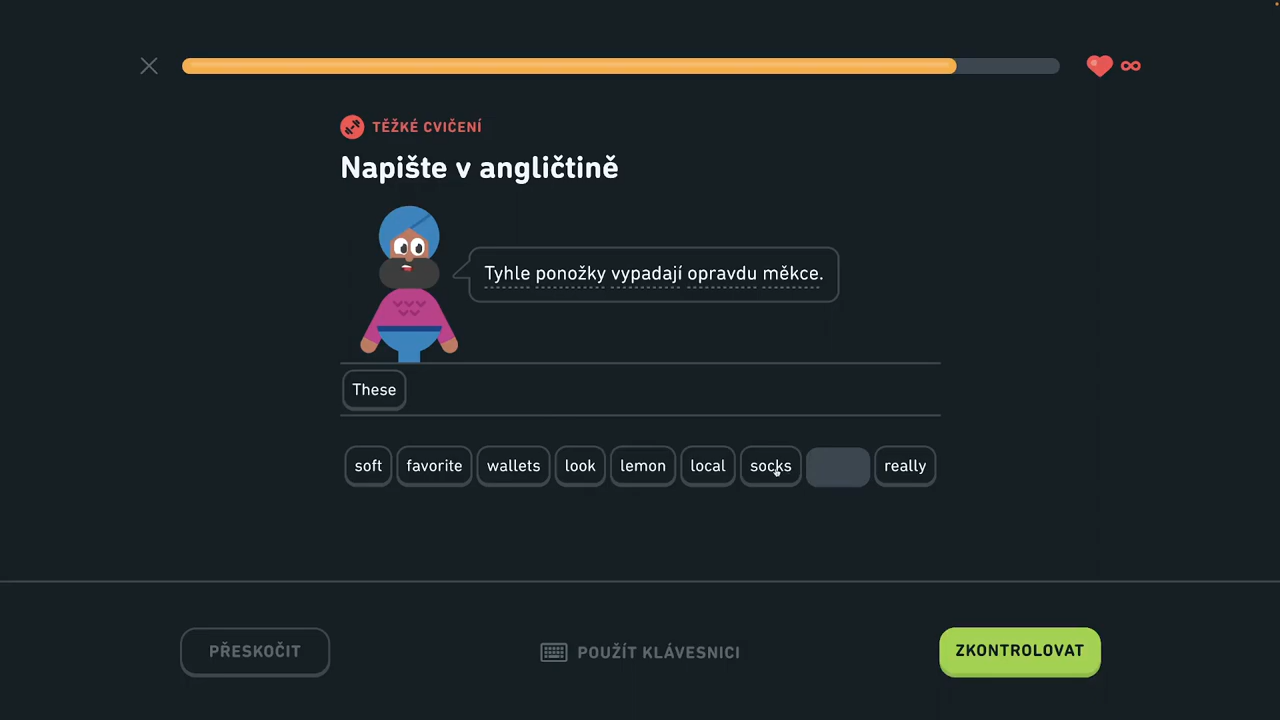 ∞
TĚŽKÉ CVIČENÍ
Napište v angličtině
Tyhle ponožky vypadají opravdu měkce.
These
soft favorite wallets look lemon local socks really
PŘESKOČIT POUŽÍT KLÁVESNICI ZKONTROLOVAT